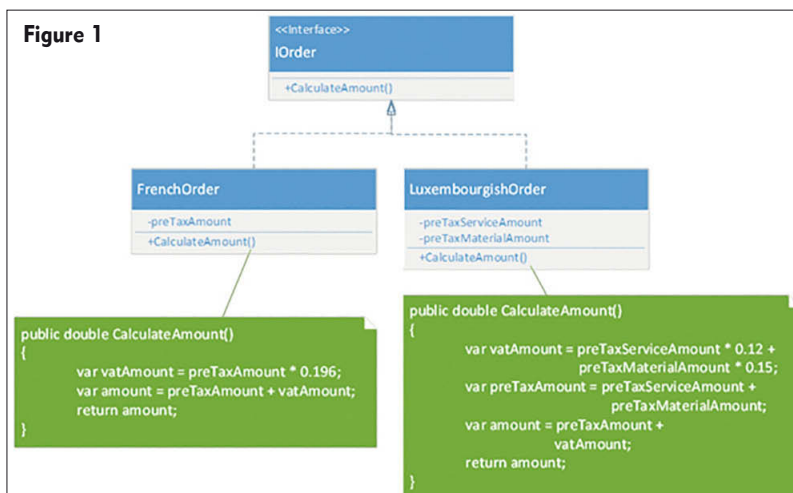 Figure 1
<<Interface>>
IOrder
+CalculateAmount()
FrenchOrder
-preTaxAmount
+CalculateAmount()
LuxembourgishOrder
-preTaxServiceAmount
-preTaxMaterialAmount
+CalculateAmount()
public double CalculateAmount()
{
var vatAmount = preTaxAmount * 0.196;
var amount = preTaxAmount + vatAmount;
return amount;
}
public double CalculateAmount()
{
var vatAmount = preTaxServiceAmount * 0.12 +
preTaxMaterialAmount * 0.15;
var preTaxAmount = preTaxServiceAmount +
preTaxMaterialAmount;
var amount = preTaxAmount +
vatAmount;
return amount;
}